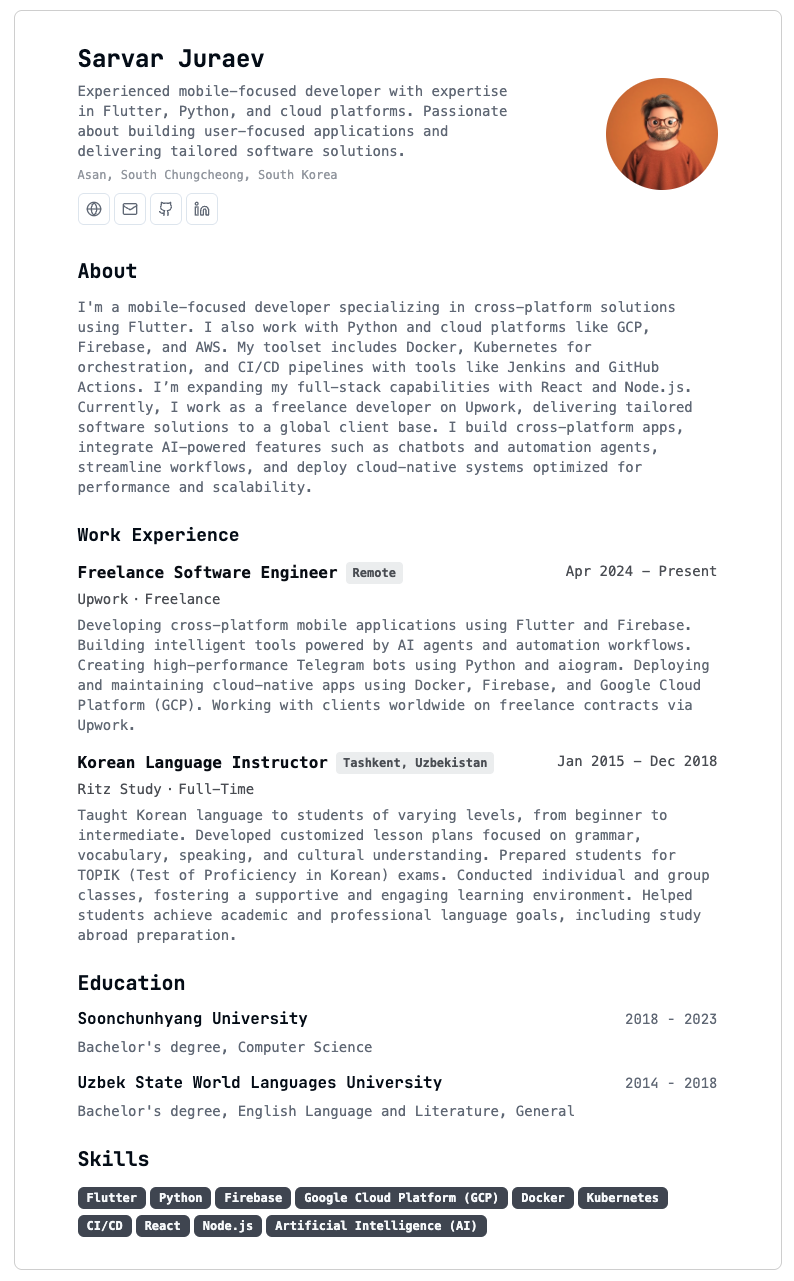 Sarvar Juraev
Experienced mobile-focused developer with expertise
in Flutter, Python, and cloud platforms. Passionate
about building user-focused applications and
delivering tailored software solutions.
Asan, South Chungcheong, South Korea
About
I'm a mobile-focused developer specializing in cross-platform solutions
using Flutter. I also work with Python and cloud platforms like GCP,
Firebase, and AWS. My toolset includes Docker, Kubernetes for
orchestration, and CI/CD pipelines with tools like Jenkins and GitHub
Actions. I’m expanding my full-stack capabilities with React and Node.js.
Currently, I work as a freelance developer on Upwork, delivering tailored
software solutions to a global client base. I build cross-platform apps,
integrate AI-powered features such as chatbots and automation agents,
streamline workflows, and deploy cloud-native systems optimized for
performance and scalability.
Work Experience
Freelance Software Engineer Remote Apr 2024 – Present
Upwork · Freelance
Developing cross-platform mobile applications using Flutter and Firebase.
Building intelligent tools powered by AI agents and automation workflows.
Creating high-performance Telegram bots using Python and aiogram. Deploying
and maintaining cloud-native apps using Docker, Firebase, and Google Cloud
Platform (GCP). Working with clients worldwide on freelance contracts via
Upwork.
Korean Language Instructor Tashkent, Uzbekistan Jan 2015 – Dec 2018
Ritz Study · Full-Time
Taught Korean language to students of varying levels, from beginner to
intermediate. Developed customized lesson plans focused on grammar,
vocabulary, speaking, and cultural understanding. Prepared students for
TOPIK (Test of Proficiency in Korean) exams. Conducted individual and group
classes, fostering a supportive and engaging learning environment. Helped
students achieve academic and professional language goals, including study
abroad preparation.
Education
Soonchunhyang University 2018 - 2023
Bachelor's degree, Computer Science
Uzbek State World Languages University 2014 - 2018
Bachelor's degree, English Language and Literature, General
Skills
Flutter Python Firebase Google Cloud Platform (GCP) Docker Kubernetes
CI/CD React Node.js Artificial Intelligence (AI)